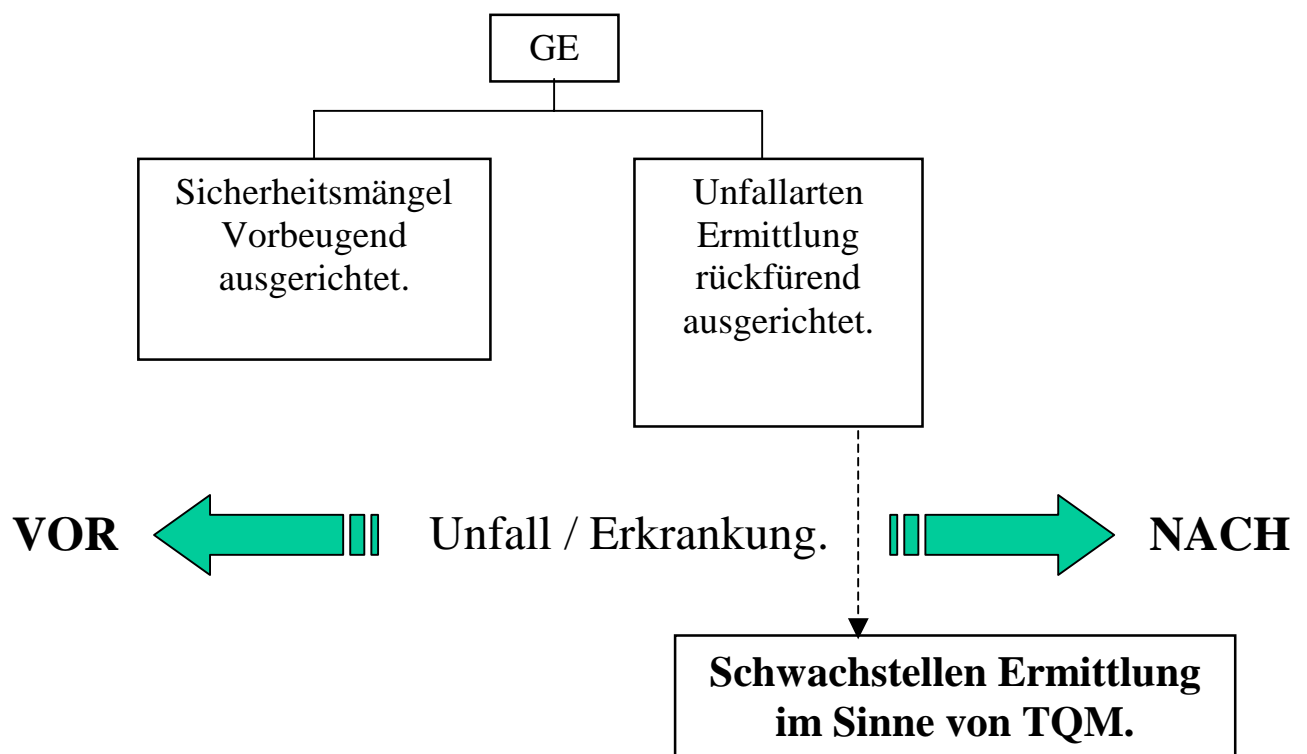 GE
Sicherheitsmängel
Vorbeugend
ausgerichtet.
Unfallarten
Ermittlung
rückfürend
ausgerichtet.
VOR
Unfall / Erkrankung.
NACH
Schwachstellen Ermittlung
im Sinne von TQM.